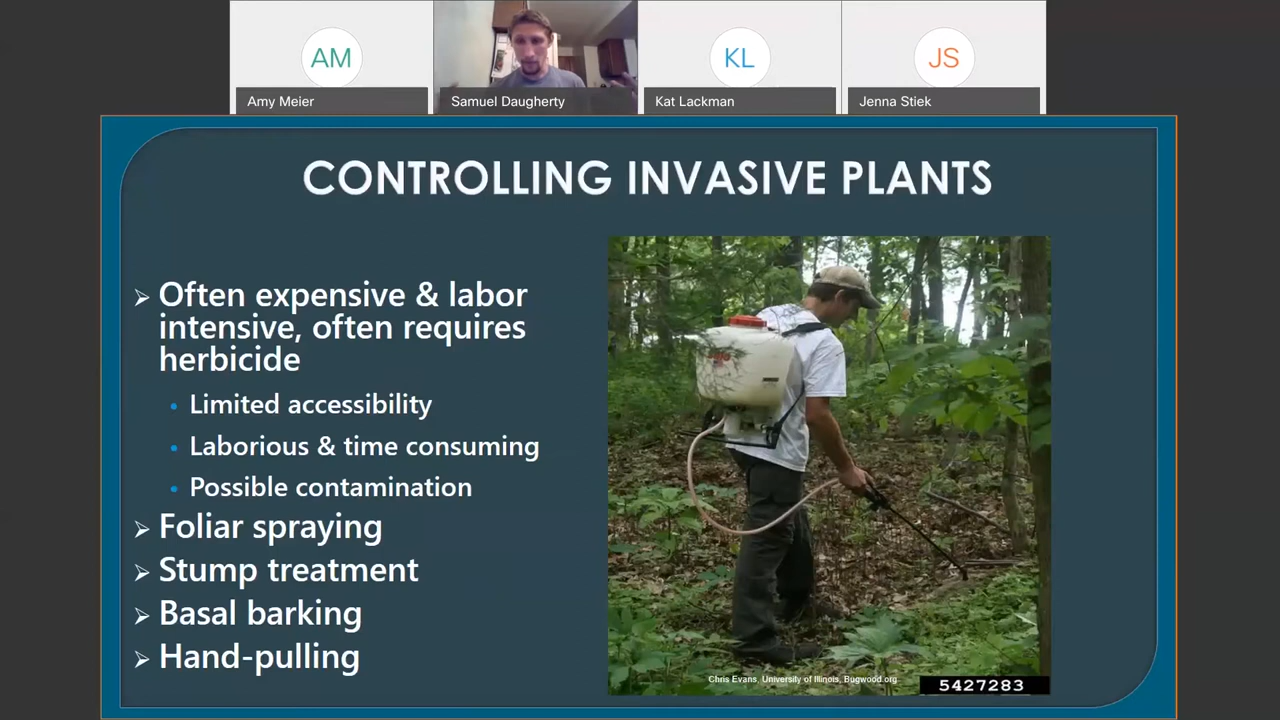 AM
KL
JS
Amy Meier
Samuel Daugherty
Kat Lackman
Jenna Stiek
CONTROLLING INVASIVE PLANTS
➢ Often expensive & labor
intensive, often requires
herbicide
• Limited accessibility
• Laborious & time consuming
• Possible contamination
➢ Foliar spraying
➢ Stump treatment
➢ Basal barking
➢ Hand-pulling
Chris Evans, University of Illinois, Bugwood.org
5427283